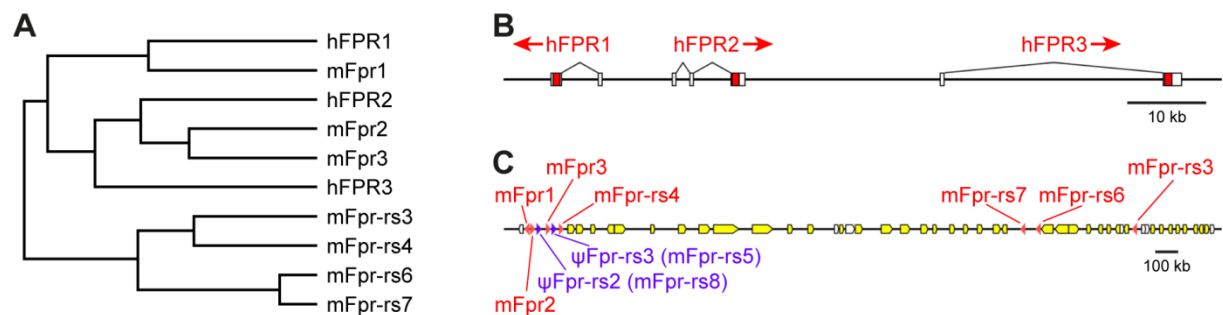 A
hFPR1
mFpr1
hFPR2
mFpr2
mFpr3
hFPR3
mFpr-rs3
mFpr-rs4
mFpr-rs6
mFpr-rs7
B
hFPR1 hFPR2 hFPR3
10 kb
C
mFpr1
mFpr3
mFpr-rs4
mFpr-rs7
mFpr-rs6
mFpr-rs3
ψFpr-rs3 (mFpr-rs5)
ψFpr-rs2 (mFpr-rs8)
mFpr2
100 kb